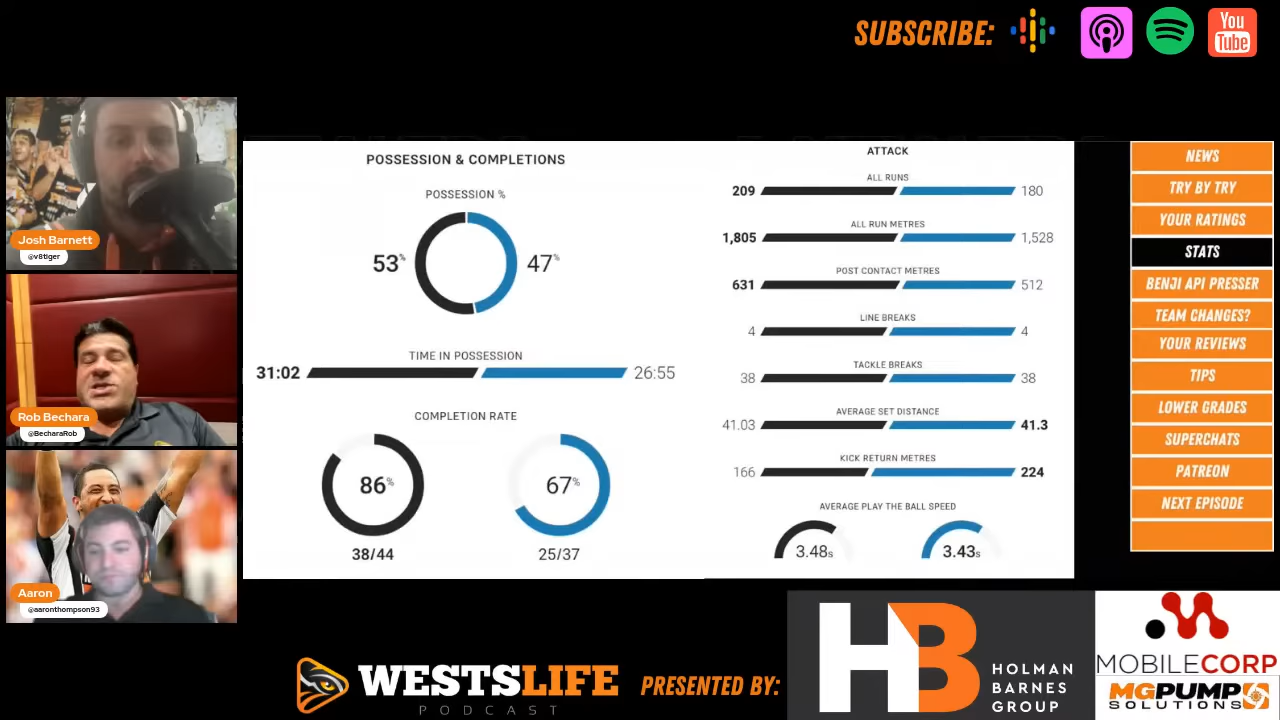 SUBSCRIBE:
You
Tube
Josh Barnett
@v8tiger
Rob Bechara
@BecharaRob
Aaron
@aaronthompson93
POSSESSION & COMPLETIONS
POSSESSION %
53%
47%
TIME IN POSSESSION
31:02
26:55
COMPLETION RATE
86%
67%
38/44
25/37
ATTACK
ALL RUNS
209
180
ALL RUN METRES
1,805
1,528
POST CONTACT METRES
631
512
LINE BREAKS
4
4
TACKLE BREAKS
38
38
AVERAGE SET DISTANCE
41.03
41.3
KICK RETURN METRES
166
224
AVERAGE PLAY THE BALL SPEED
3.48s
3.43s
NEWS
TRY BY TRY
YOUR RATINGS
STATS
BENJI API PRESSER
TEAM CHANGES?
YOUR REVIEWS
TIPS
LOWER GRADES
SUPERCHATS
PATREON
NEXT EPISODE
WESTSLIFE
PODCAST
PRESENTED BY:
HB
HOLMAN
BARNES
GROUP
MOBILECORP
MGPUMP
SOLUTIONS